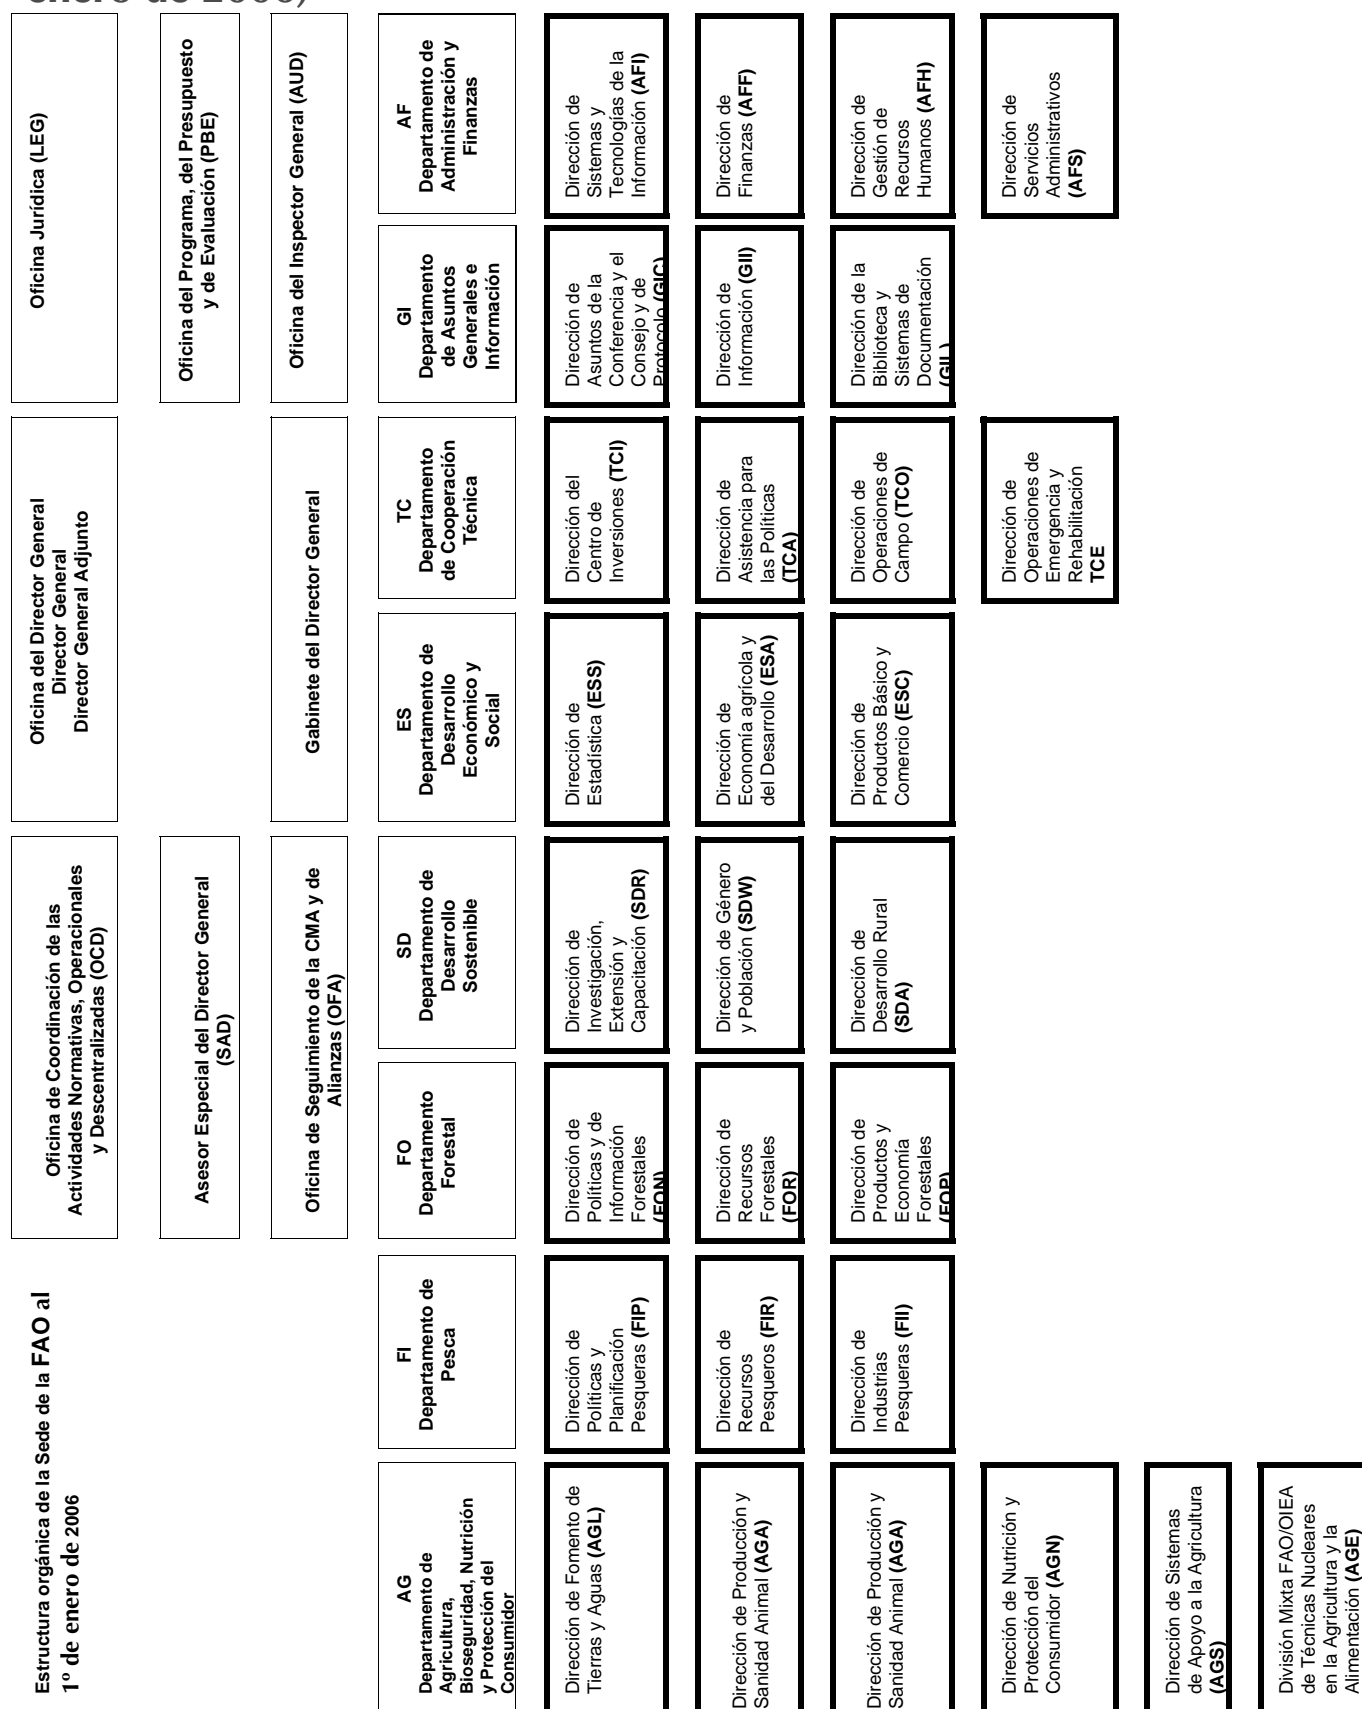 enero de 2006)
Estructura orgánica de la Sede de la FAO al
1º de enero de 2006
Oficina de Coordinación de las
Actividades Normativas, Operacionales
y Descentralizadas (OCD)
Oficina del Director General
Director General
Director General Adjunto
Oficina Jurídica (LEG)
Asesor Especial del Director General
(SAD)
Oficina del Programa, del Presupuesto
y de Evaluación (PBE)
Oficina de Seguimiento de la CMA y de
Alianzas (OFA)
Gabinete del Director General
Oficina del Inspector General (AUD)
AG
Departamento de
Agricultura,
Bioseguridad, Nutrición
y Protección del
Consumidor
FI
Departamento de
Pesca
FO
Departamento
Forestal
SD
Departamento de
Desarrollo
Sostenible
ES
Departamento de
Desarrollo
Económico y
Social
TC
Departamento
de Cooperación
Técnica
GI
Departamento
de Asuntos
Generales e
Información
AF
Departamento de
Administración y
Finanzas
Dirección de Fomento de
Tierras y Aguas (AGL)
Dirección de
Políticas y
Planificación
Pesqueras (FIP)
Dirección de
Políticas y de
Información
Forestales
(FON)
Dirección de
Investigación,
Extensión y
Capacitación (SDR)
Dirección de
Estadística (ESS)
Dirección del
Centro de
Inversiones (TCI)
Dirección de
Asuntos de la
Conferencia y el
Consejo y de
Protocolo (GIC)
Dirección de
Sistemas y
Tecnologías de la
Información (AFI)
Dirección de Producción y
Sanidad Animal (AGA)
Dirección de
Recursos
Pesqueros (FIR)
Dirección de
Recursos
Forestales
(FOR)
Dirección de Género
y Población (SDW)
Dirección de
Economía agrícola y
del Desarrollo (ESA)
Dirección de
Asistencia para
las Políticas
(TCA)
Dirección de
Información (GII)
Dirección de
Finanzas (AFF)
Dirección de Producción y
Sanidad Animal (AGA)
Dirección de
Industrias
Pesqueras (FII)
Dirección de
Productos y
Economía
Forestales
(FOP)
Dirección de
Desarrollo Rural
(SDA)
Dirección de
Productos Básico y
Comercio (ESC)
Dirección de
Operaciones de
Campo (TCO)
Dirección de la
Biblioteca y
Sistemas de
Documentación
(GIL)
Dirección de
Gestión de
Recursos
Humanos (AFH)
Dirección de Nutrición y
Protección del
Consumidor (AGN)
Dirección de
Operaciones de
Emergencia y
Rehabilitación
TCE
Dirección de
Servicios
Administrativos
(AFS)
Dirección de Sistemas
de Apoyo a la Agricultura
(AGS)
División Mixta FAO/OIEA
de Técnicas Nucleares
en la Agricultura y la
Alimentación (AGE)